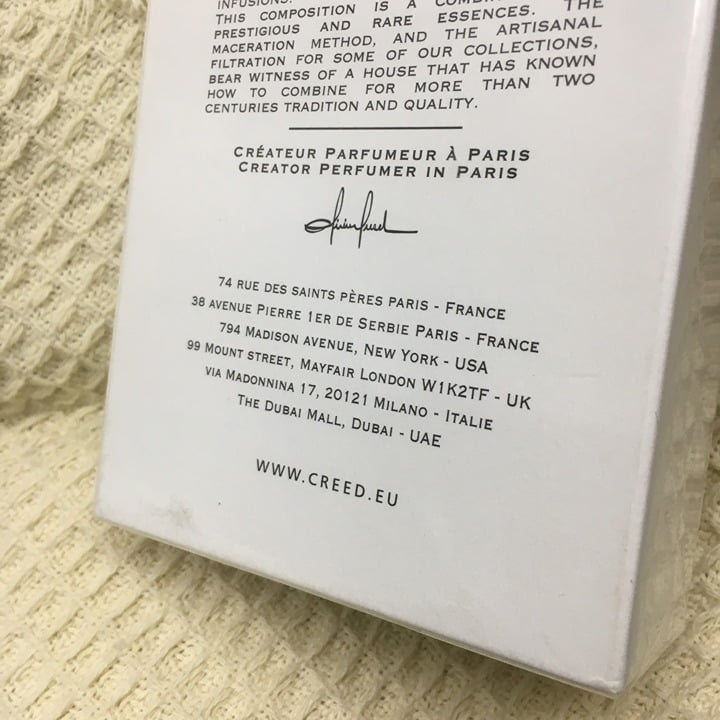 INFUSIONS.
THIS COMPOSITION IS A
PRESTIGIOUS AND RARE ESSENCES. THE
MACERATION METHOD, AND THE ARTISANAL
FILTRATION FOR SOME OF OUR COLLECTIONS,
BEAR WITNESS OF A HOUSE THAT HAS KNOWN
HOW TO COMBINE FOR MORE THAN TWO
CENTURIES TRADITION AND QUALITY.
CRÉATEUR PARFUMEUR À PARIS
CREATOR PERFUMER IN PARIS
74 RUE DES SAINTS PÈRES PARIS - FRANCE
38 AVENUE PIERRE 1ER DE SERBIE PARIS - FRANCE
794 MADISON AVENUE, NEW YORK - USA
99 MOUNT STREET, MAYFAIR LONDON W1K2TF - UK
VIA MADONNINA 17, 20121 MILANO - ITALIE
THE DUBAI MALL, DUBAI - UAE
WWW.CREED.EU